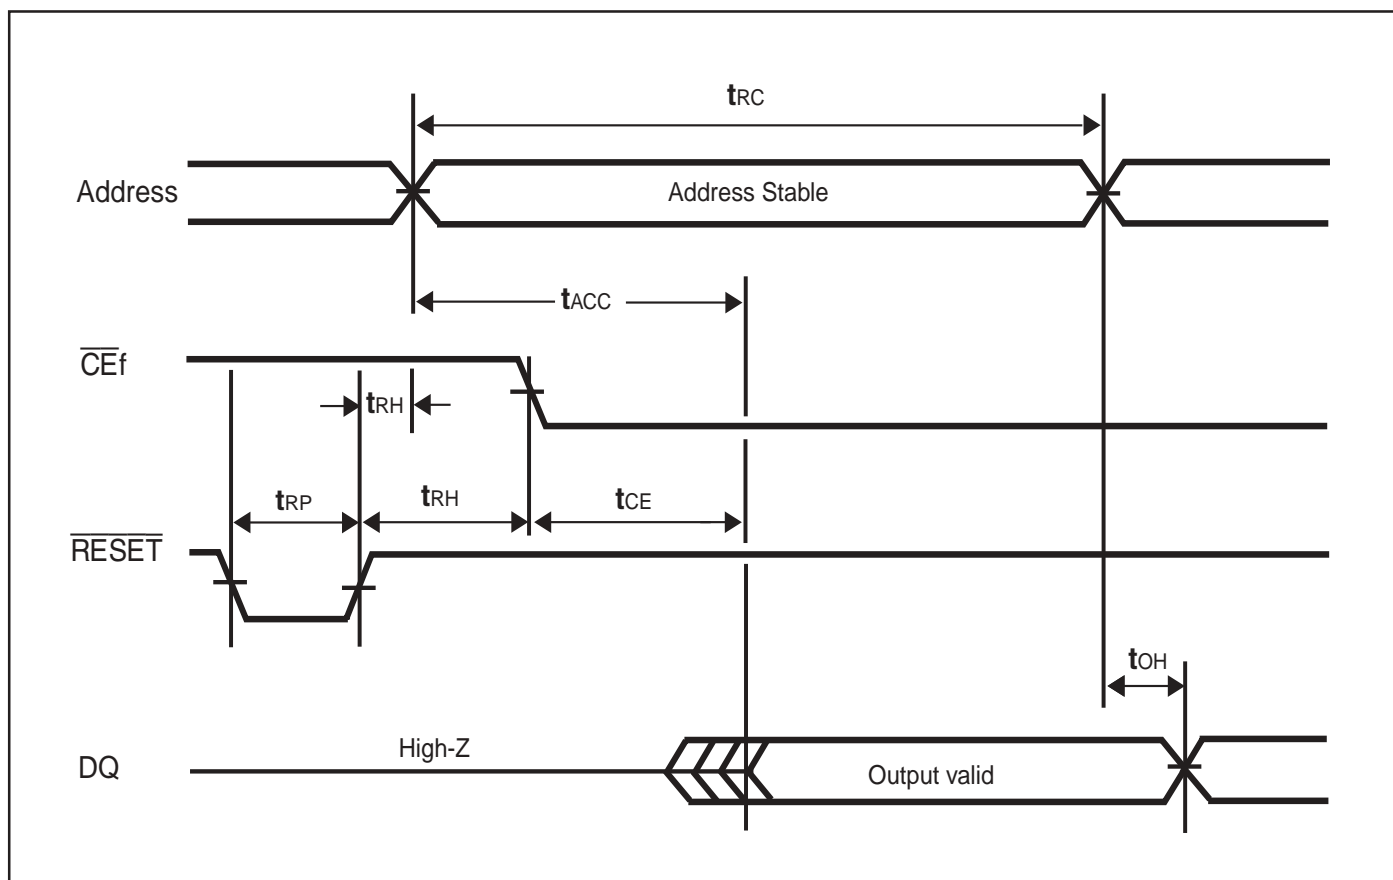 tRC
Address
Address Stable
tACC
CEf
tRH
tRP
tRH
tCE
RESET
tOH
High-Z
DQ
Output valid